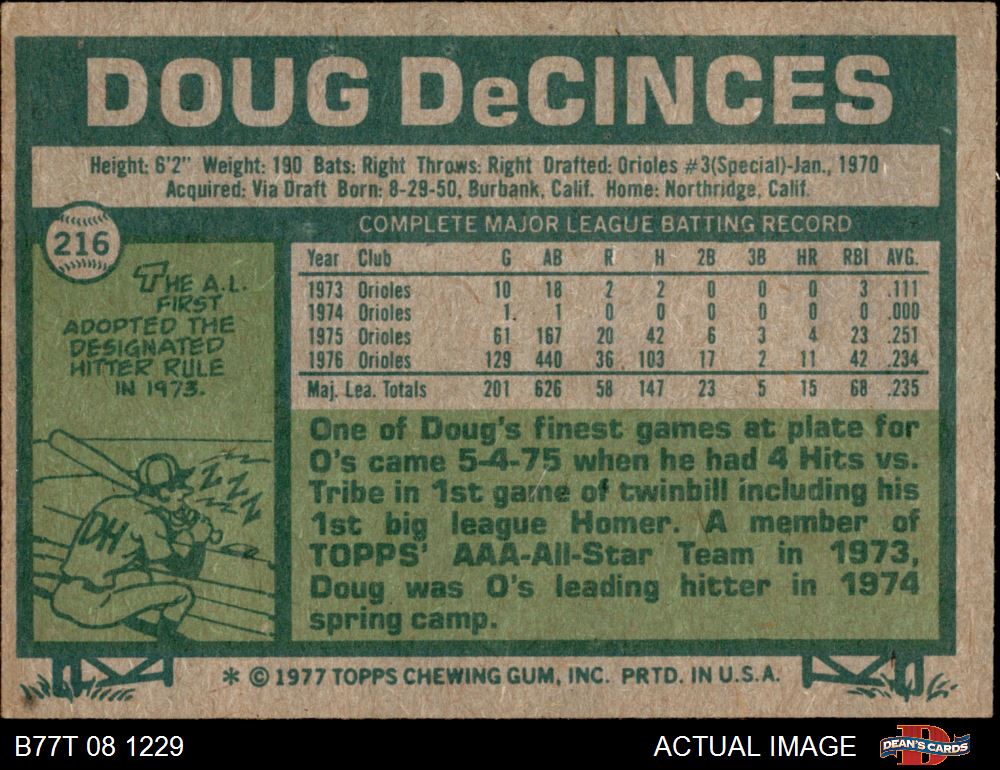 DOUG DeCINCES
Height: 6'2" Weight: 190 Bats: Right Throws: Right Drafted: Orioles #3(Special)-Jan., 1970
Acquired: Via Draft Born: 8-29-50, Burbank, Calif. Home: Northridge, Calif.
216
THE A.L.
FIRST
ADOPTED THE
DESIGNATED
HITTER RULE
IN 1973.
DH
Z Z Z Z Z
COMPLETE MAJOR LEAGUE BATTING RECORD
Year Club G AB R H 2B 3B HR RBI AVG.
1973 Orioles 10 18 2 2 0 0 0 3 .111
1974 Orioles 1. 1 0 0 0 0 0 0 .000
1975 Orioles 61 167 20 42 6 3 4 23 .251
1976 Orioles 129 440 36 103 17 2 11 42 .234
Maj. Lea. Totals 201 626 58 147 23 5 15 68 .235
One of Doug's finest games at plate for
O's came 5-4-75 when he had 4 Hits vs.
Tribe in 1st game of twinbill including his
1st big league Homer. A member of
TOPPS' AAA-All-Star Team in 1973,
Doug was O's leading hitter in 1974
spring camp.
* © 1977 TOPPS CHEWING GUM, INC. PRTD. IN U.S.A.
B77T 08 1229
ACTUAL IMAGE
DEAN'S CARDS